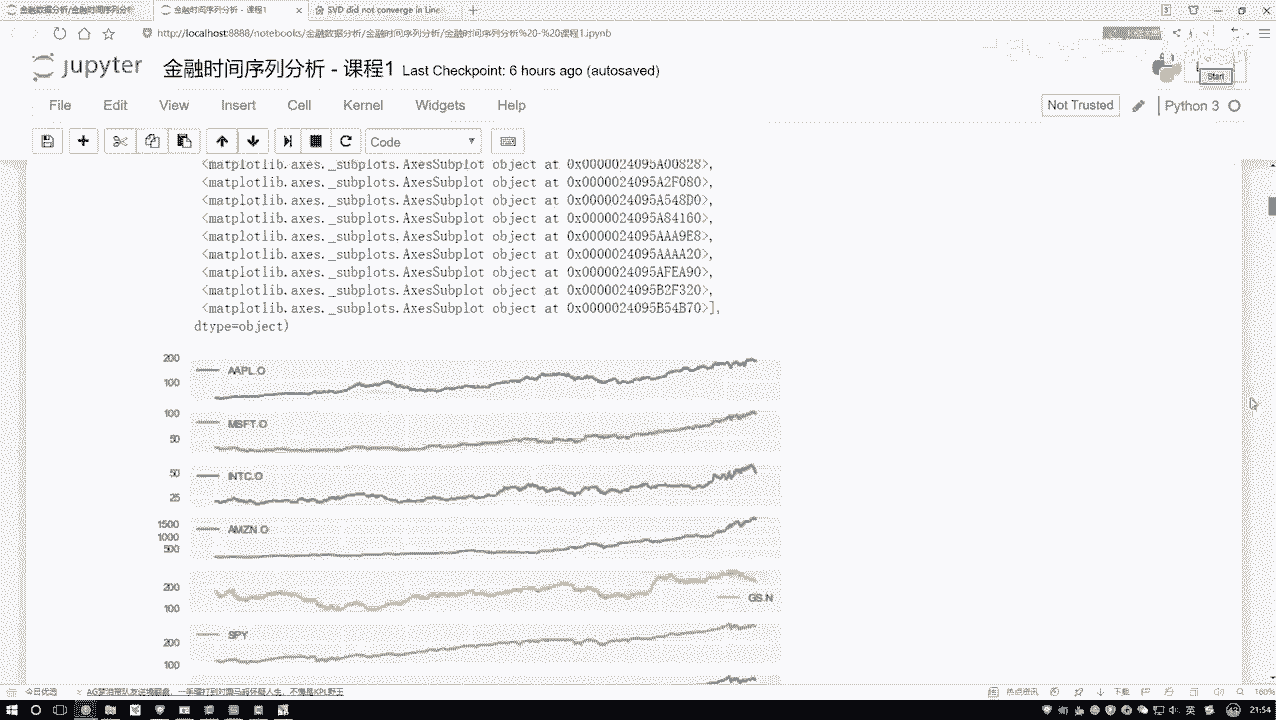 金融数据分析/金融时间序列分析
金融时间序列分析 - 课程1
SVD did not converge in Line
http://localhost:8888/notebooks/金融数据分析/金融时间序列分析/金融时间序列分析%20-%20课程1.ipynb
jupyter 金融时间序列分析 - 课程1 Last Checkpoint: 6 hours ago (autosaved)
Start
File Edit View Insert Cell Kernel Widgets Help
Not Trusted Python 3
Code
<matplotlib.axes._subplots.AxesSubplot object at 0x0000024095A00828>,
<matplotlib.axes._subplots.AxesSubplot object at 0x0000024095A2F080>,
<matplotlib.axes._subplots.AxesSubplot object at 0x0000024095A548D0>,
<matplotlib.axes._subplots.AxesSubplot object at 0x0000024095A84160>,
<matplotlib.axes._subplots.AxesSubplot object at 0x0000024095AAA9E8>,
<matplotlib.axes._subplots.AxesSubplot object at 0x0000024095AAAA20>,
<matplotlib.axes._subplots.AxesSubplot object at 0x0000024095AFEA90>,
<matplotlib.axes._subplots.AxesSubplot object at 0x0000024095B2F320>,
<matplotlib.axes._subplots.AxesSubplot object at 0x0000024095B54B70>],
dtype=object)
200
AAPL.O
100
100
MSFT.O
50
50
INTC.O
25
1500
AMZN.O
1000
500
200
GS.N
100
SPY
200
100
今日优选
热点资讯
下载
160%
英
21:54